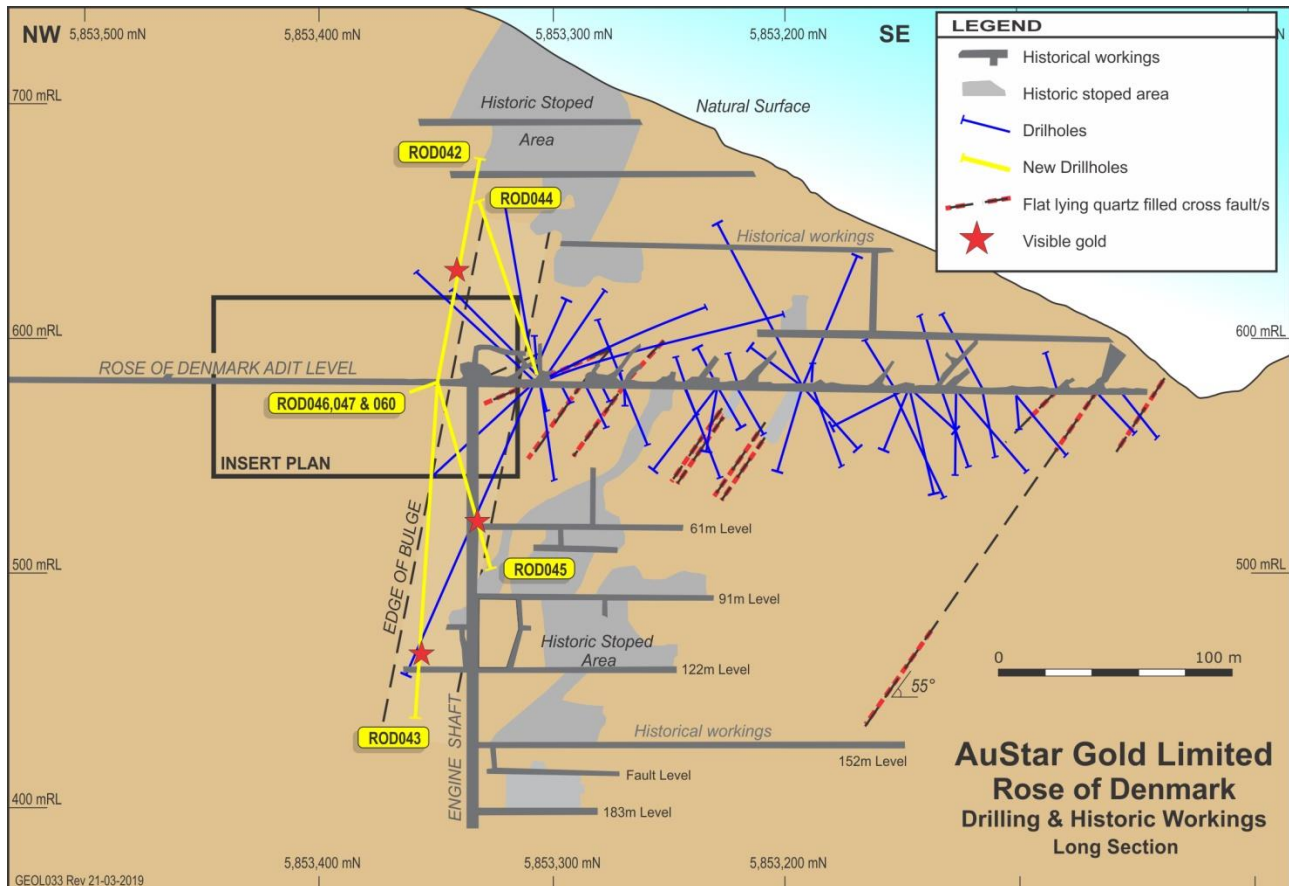 NW
5,853,500 mN
5,853,400 mN
5,853,300 mN
5,853,200 mN
SE
N
LEGEND
Historical workings
Historic stoped area
Drilholes
New Drillholes
Flat lying quartz filled cross fault/s
Visible gold
700 mRL
Historic Stoped
Area
Natural Surface
ROD042
ROD044
Historical workings
600 mRL
600 mRL
ROSE OF DENMARK ADIT LEVEL
ROD046,047 & 060
INSERT PLAN
EDGE OF BULGE
61m Level
500 mRL
ROD045
500 mRL
91m Level
Historic Stoped
Area
122m Level
0
100 m
55°
ROD043
ENGINE SHAFT
Historical workings
152m Level
Fault Level
400 mRL
183m Level
AuStar Gold Limited
Rose of Denmark
Drilling & Historic Workings
Long Section
5,853,400 mN
5,853,300 mN
5,853,200 mN
GEOL033 Rev 21-03-2019